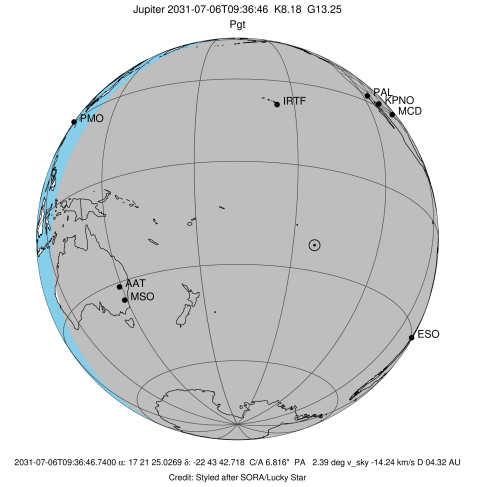 Jupiter 2031-07-06T09:36:46 K8.18 G13.25
Pgt
IRTF
PAL
KPNO
MCD
PMO
AAT
MSO
ESO
2031-07-06T09:36:46.7400 α: 17 21 25.0269 δ: -22 43 42.718 C/A 6.816" PA 2.39 deg v_sky -14.24 km/s D 04.32 AU
Credit: Styled after SORA/Lucky Star